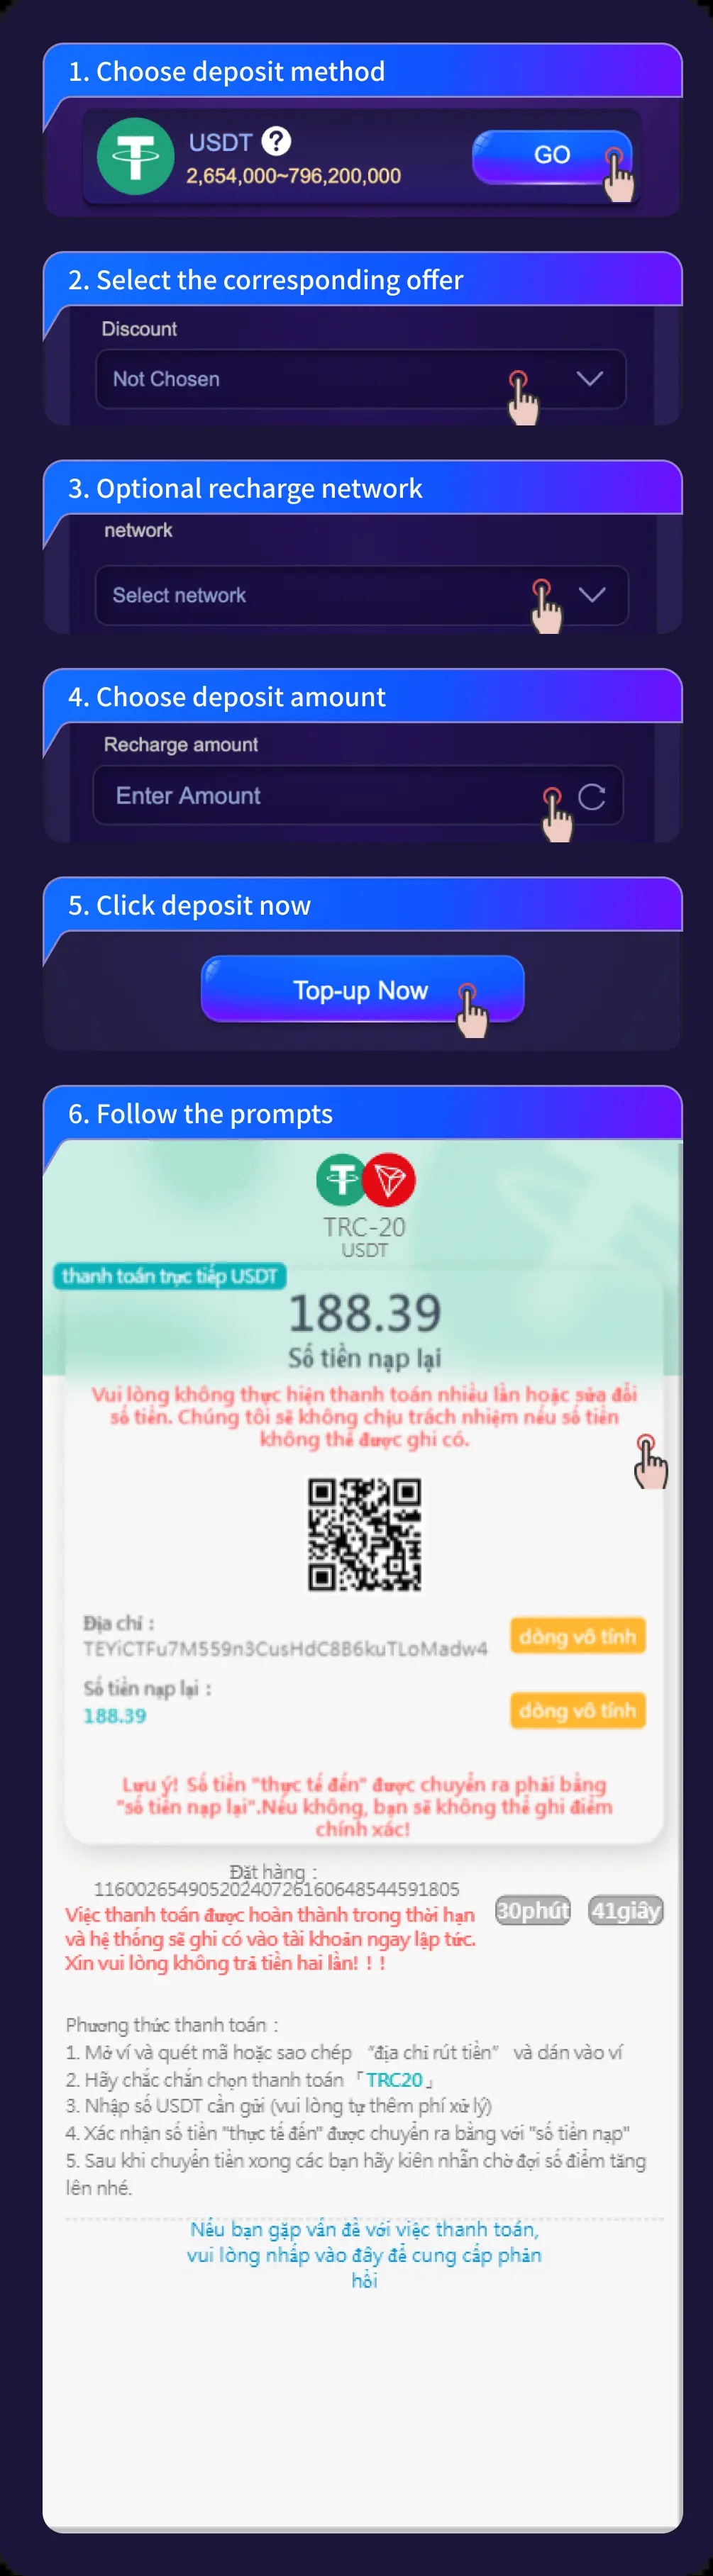 1. Choose deposit method
USDT ?
2,654,000~796,200,000
GO
2. Select the corresponding offer
Discount
Not Chosen
3. Optional recharge network
network
Select network
4. Choose deposit amount
Recharge amount
Enter Amount
5. Click deposit now
Top-up Now
6. Follow the prompts
TRC-20
USDT
thanh toán trực tiếp USDT
188.39
Số tiền nạp lại
Vui lòng không thực hiện thanh toán nhiều lần hoặc sửa đổi
số tiền. Chúng tôi sẽ không chịu trách nhiệm nếu số tiền
không thể được ghi có.
Địa chỉ :
TEYiCTFu7M559n3CusHdC8B6kuTLoMadw4
dòng vô tính
Số tiền nạp lại :
188.39
dòng vô tính
Lưu ý! Số tiền "thực tế đến" được chuyển ra phải bằng
"số tiền nạp lại".Nếu không, bạn sẽ không thể ghi điểm
chính xác!
Đặt hàng :
11600265490520240726160648544591805
30phút 41giây
Việc thanh toán được hoàn thành trong thời hạn
và hệ thống sẽ ghi có vào tài khoản ngay lập tức.
Xin vui lòng không trả tiền hai lần! ! !
Phương thức thanh toán :
1. Mở ví và quét mã hoặc sao chép “địa chỉ rút tiền” và dán vào ví
2. Hãy chắc chắn chọn thanh toán「TRC20」
3. Nhập số USDT cần gửi (vui lòng tự thêm phí xử lý)
4. Xác nhận số tiền "thực tế đến" được chuyển ra bằng với "số tiền nạp"
5. Sau khi chuyển tiền xong các bạn hãy kiên nhẫn chờ đợi số điểm tăng
lên nhé.
Nếu bạn gặp vấn đề với việc thanh toán,
vui lòng nhấp vào đây để cung cấp phản
hồi